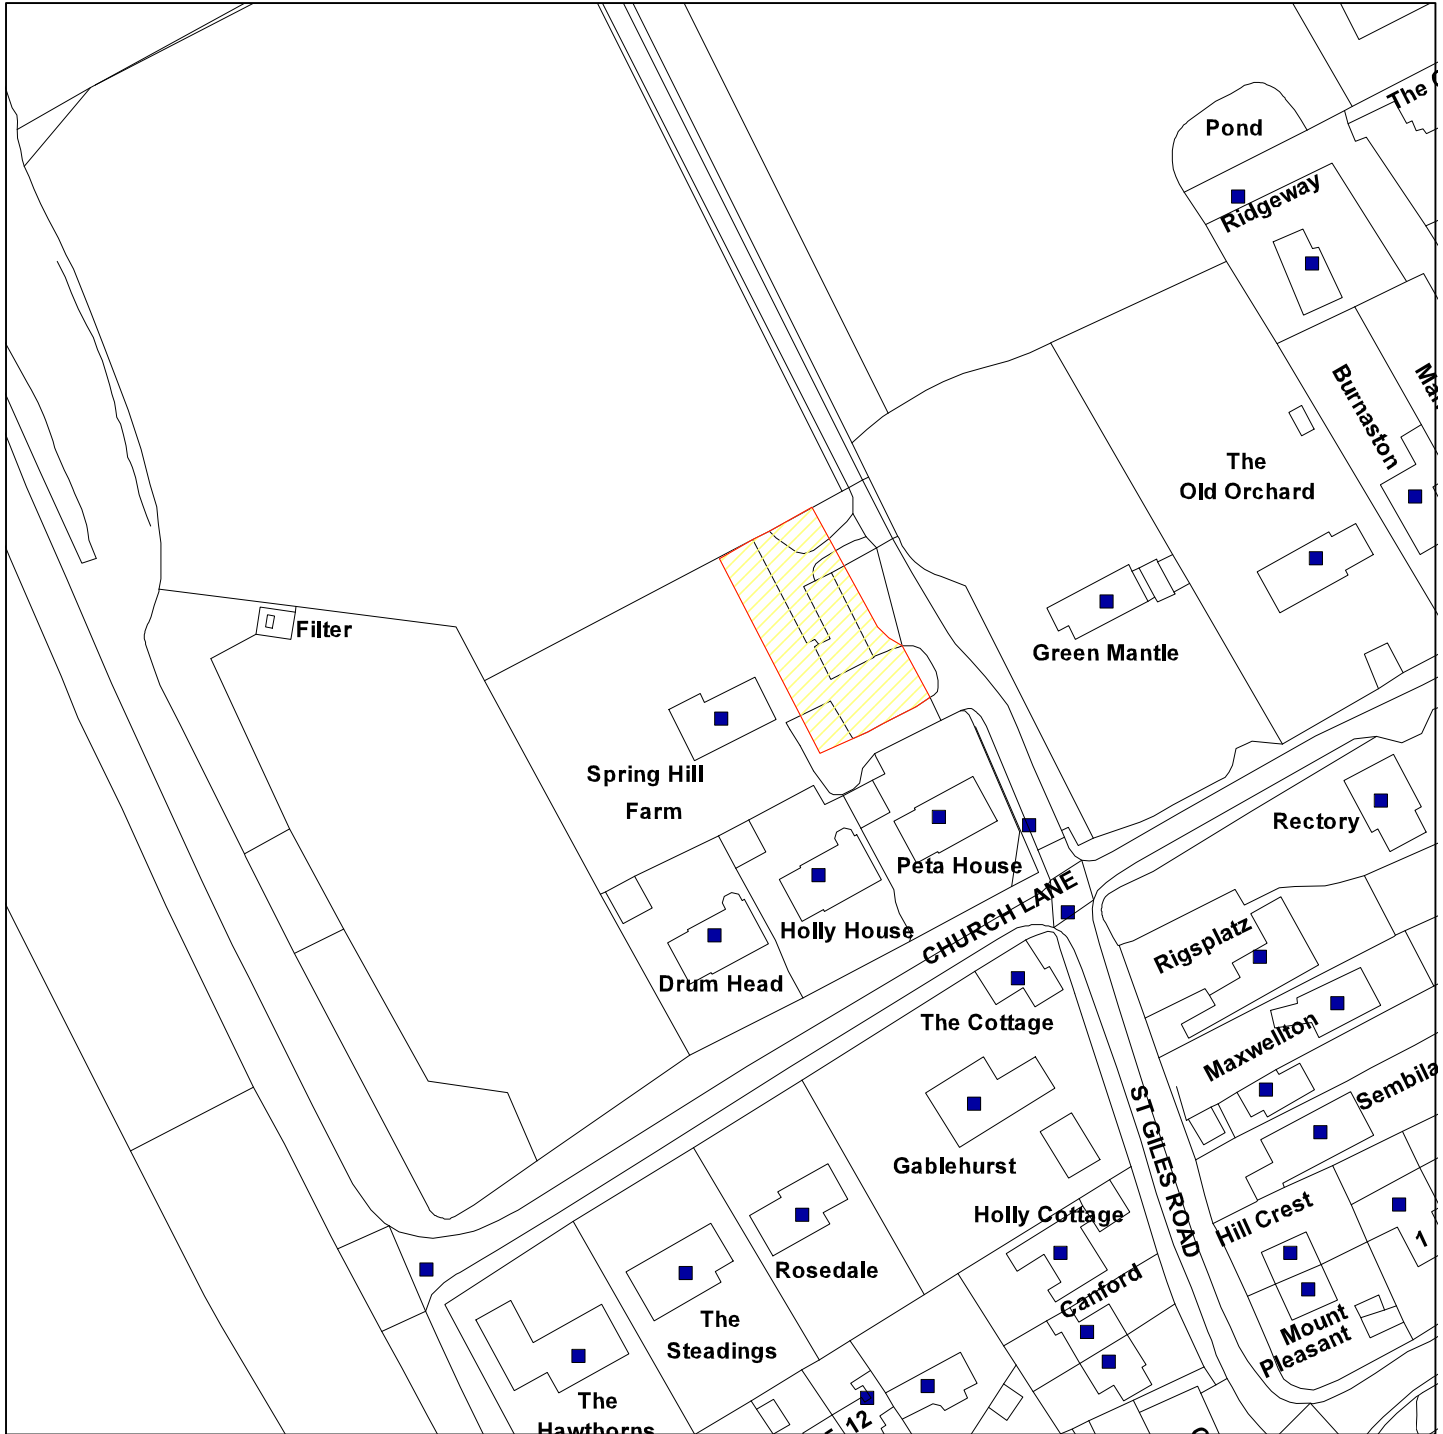 Pond
Ridgeway
Burnaston
The
Old Orchard
Filter
Green Mantle
Spring Hill
Farm
Rectory
Peta House
CHURCH LANE
Holly House
Rigsplatz
Drum Head
The Cottage
Maxwellton
Sembila
ST GILES ROAD
Gablehurst
Holly Cottage
Hill Crest
1
Rosedale
Canford
The
Steadings
Mount
Pleasant
The
Hawthorns
12